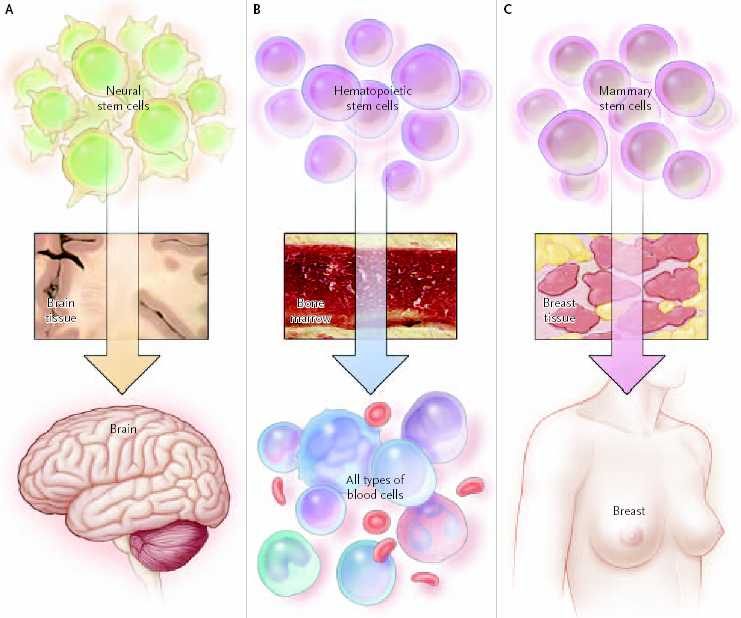 A
Neural
stem cells
Brain
tissue
Brain
B
Hematopoietic
stem cells
Bone
marrow
All types of
blood cells
C
Mammary
stem cells
Breast
tissue
Breast